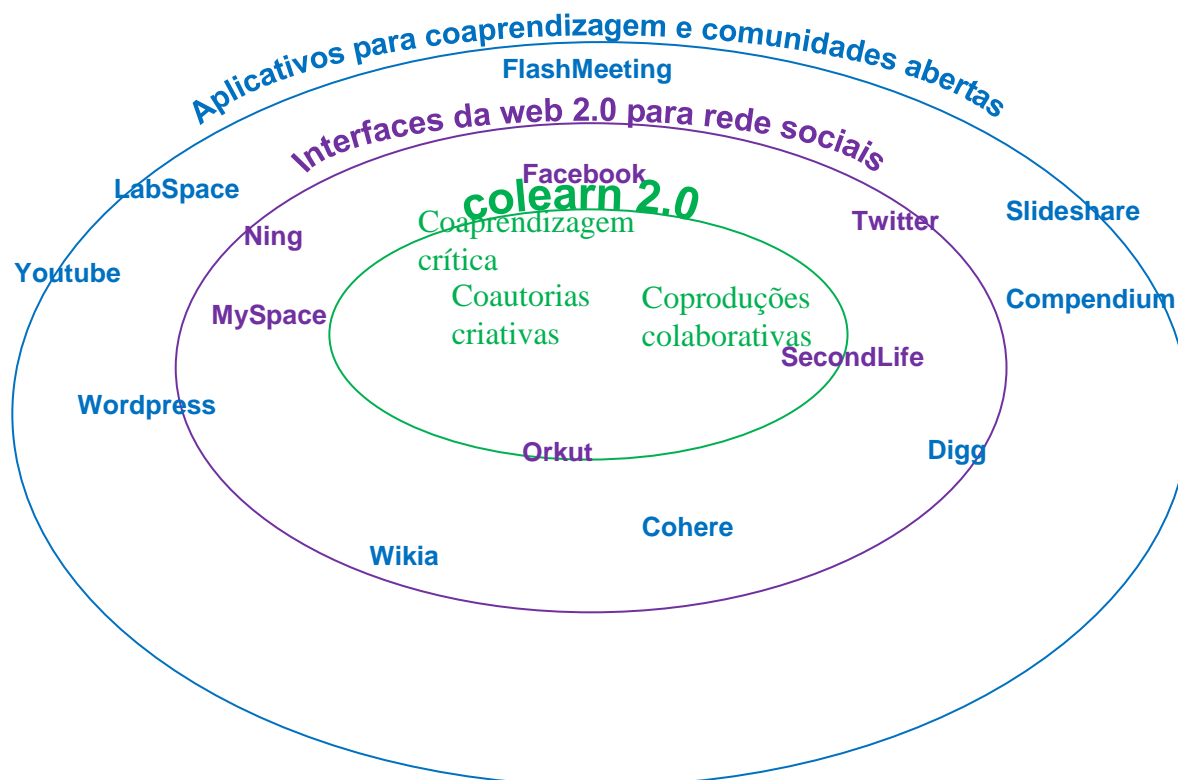 Aplicativos para coaprendizagem e comunidades abertas
FlashMeeting
Interfaces da web 2.0 para rede sociais
Facebook
LabSpace
colearn 2.0
Slideshare
Coaprendizagem
crítica
Twitter
Ning
Youtube
Coautorias
criativas
Coproduções
colaborativas
Compendium
MySpace
SecondLife
Wordpress
Orkut
Digg
Cohere
Wikia